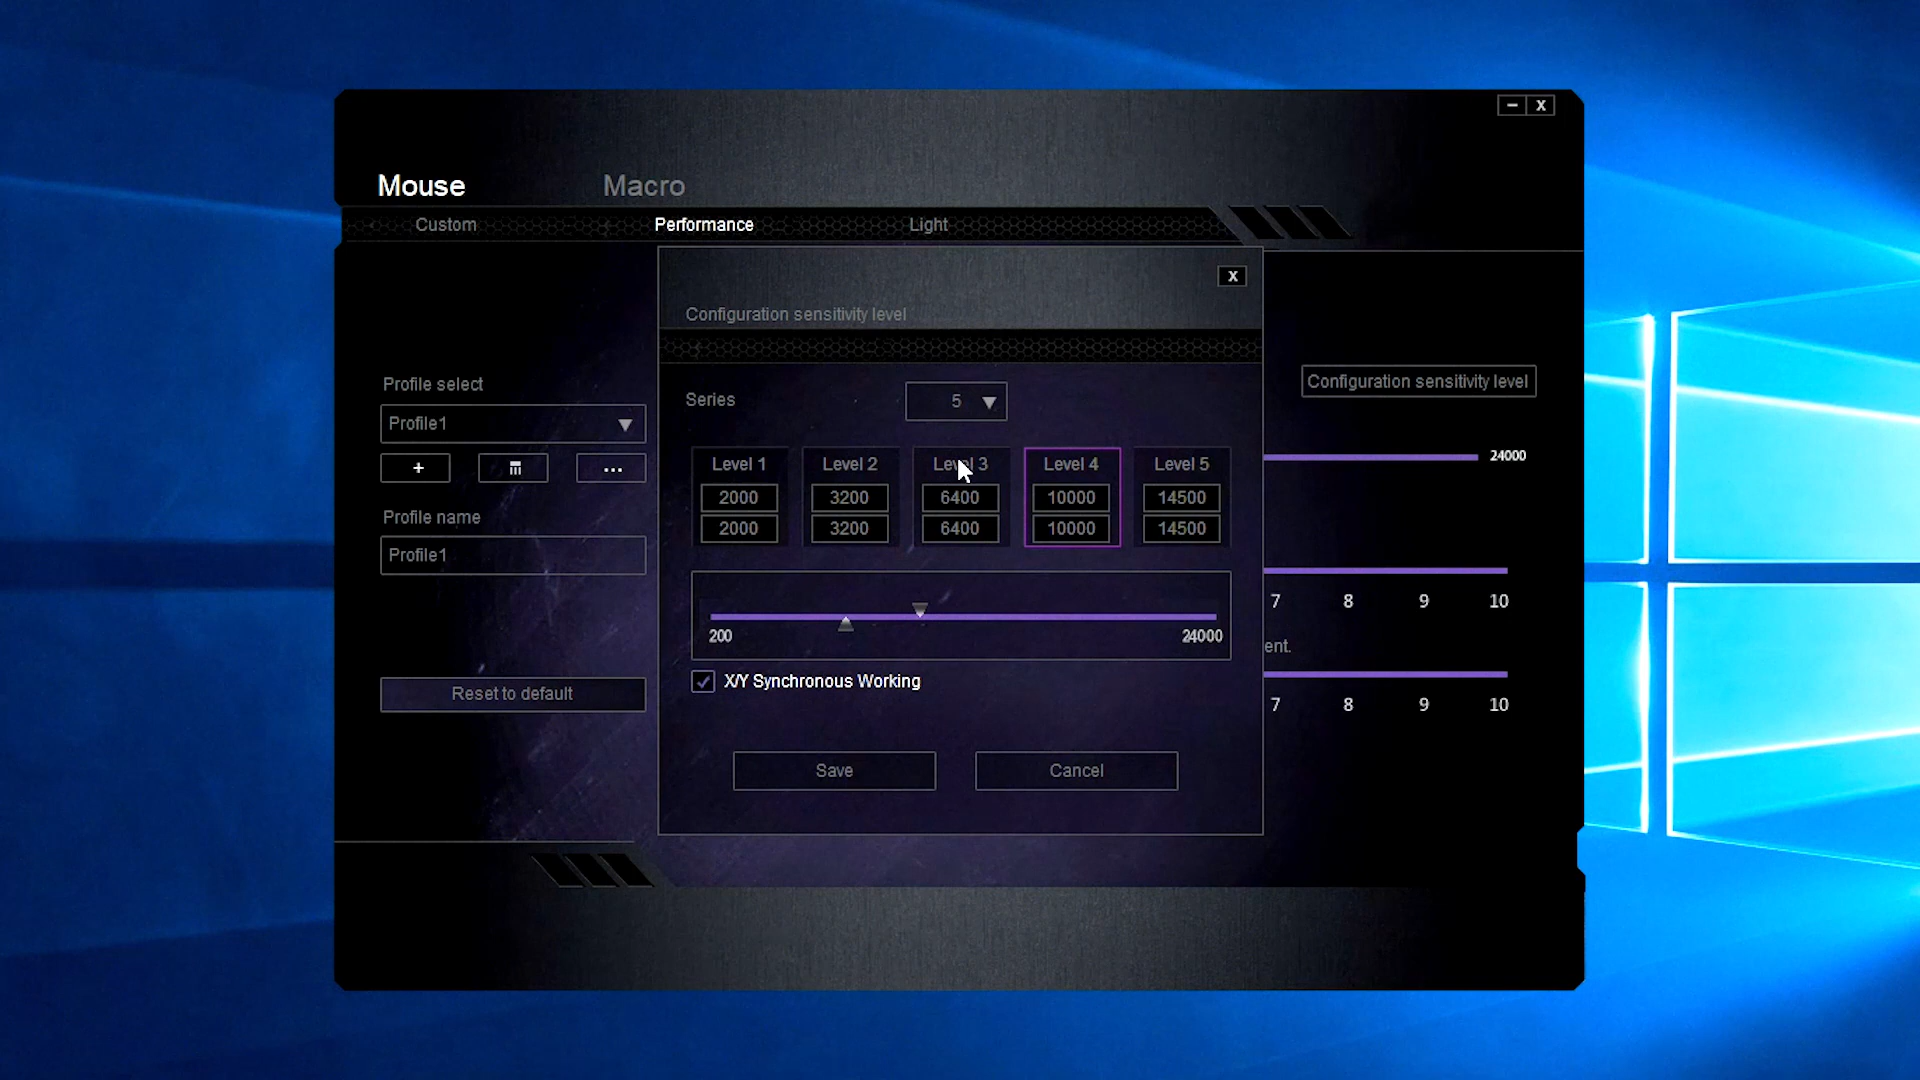 – X
Mouse Macro
Custom Performance Light
X
Configuration sensitivity level
Profile select
Profile1
+ ...
Profile name
Profile1
Reset to default
Series 5
Level 1 Level 2 Level 3 Level 4 Level 5
2000 3200 6400 10000 14500
2000 3200 6400 10000 14500
200 24000
X/Y Synchronous Working
Save Cancel
Configuration sensitivity level
24000
7 8 9 10
ent.
7 8 9 10